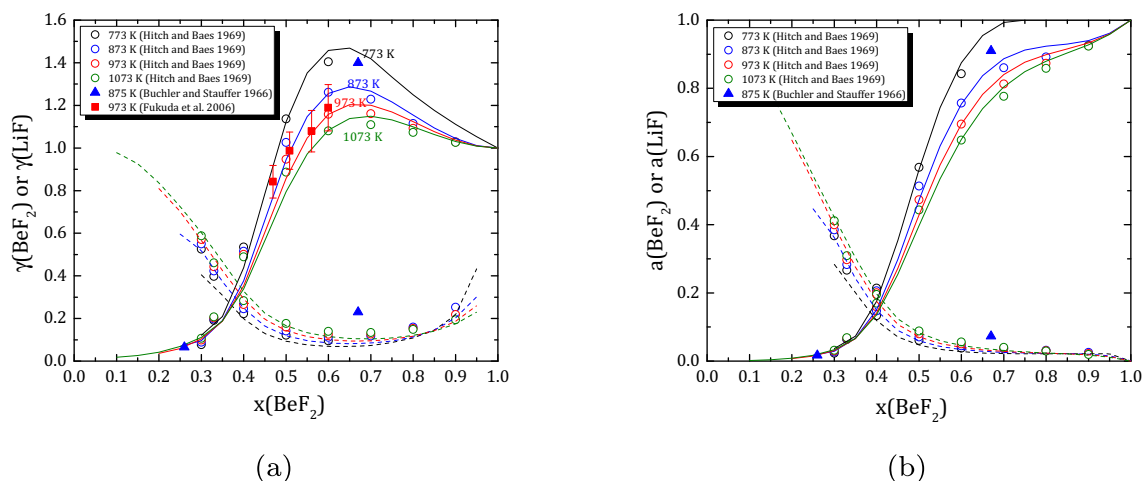 773 K (Hitch and Baes 1969)
873 K (Hitch and Baes 1969)
973 K (Hitch and Baes 1969)
1073 K (Hitch and Baes 1969)
875 K (Buchler and Stauffer 1966)
973 K (Fukuda et al. 2006)
773 K
873 K
973 K
1073 K
γ(BeF₂) or γ(LiF)
1.6
1.4
1.2
1.0
0.8
0.6
0.4
0.2
0.0
0.0 0.1 0.2 0.3 0.4 0.5 0.6 0.7 0.8 0.9 1.0
x(BeF₂)
(a)
773 K (Hitch and Baes 1969)
873 K (Hitch and Baes 1969)
973 K (Hitch and Baes 1969)
1073 K (Hitch and Baes 1969)
875 K (Buchler and Stauffer 1966)
a(BeF₂) or a(LiF)
1.0
0.8
0.6
0.4
0.2
0.0
0.0 0.1 0.2 0.3 0.4 0.5 0.6 0.7 0.8 0.9 1.0
x(BeF₂)
(b)